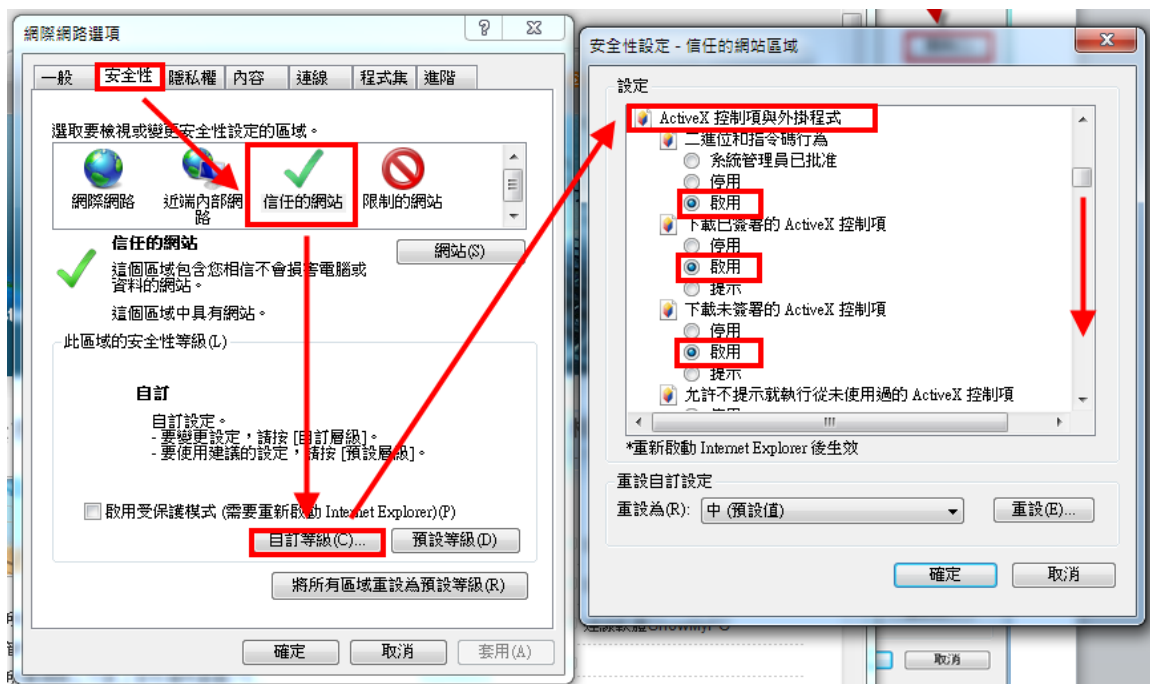 網際網路選項
一般 安全性 隱私權 內容 連線 程式集 進階
選取要檢視或變更安全性設定的區域。
網際網路 近端內部網路 信任的網站 限制的網站
信任的網站
網站(S)
這個區域包含您相信不會損害電腦或
資料的網站。
這個區域中具有網站。
此區域的安全性等級(L)
自訂
自訂設定。
- 要變更設定，請按 [自訂層級]。
- 要使用建議的設定，請按 [預設層級]。
啟用受保護模式 (需要重新啟動 Internet Explorer)(P)
自訂等級(C)... 預設等級(D)
將所有區域重設為預設等級(R)
確定 取消 套用(A)
安全性設定 - 信任的網站區域
設定
ActiveX 控制項與外掛程式
二進位和指令碼行為
系統管理員已批准
停用
啟用
下載已簽署的 ActiveX 控制項
停用
啟用
提示
下載未簽署的 ActiveX 控制項
停用
啟用
提示
允許不提示就執行從未使用過的 ActiveX 控制項
*重新啟動 Internet Explorer 後生效
重設自訂設定
重設為(R): 中 (預設值) 重設(E)...
確定 取消
取消